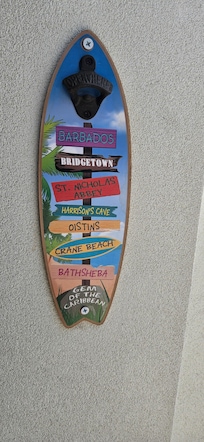 BARBADOS
BRIDGETOWN
ST. NICHOLAS
ABBEY
HARRISON'S CAVE
OISTINS
CRANE BEACH
BATHSHEBA
GEM
OF THE
CARIBBEAN